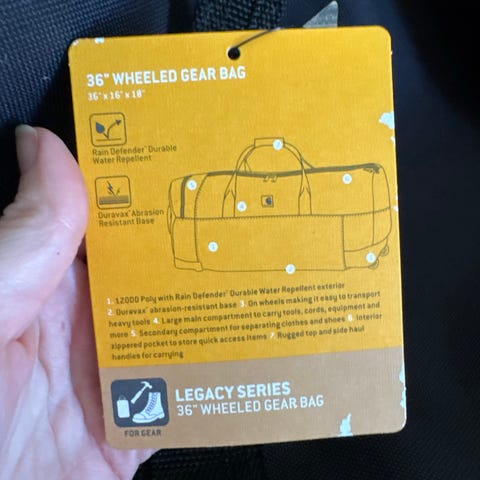 36" WHEELED GEAR BAG
36" x 16" x 18"
Rain Defender™ Durable
Water Repellent
Duravax™ Abrasion
Resistant Base
1. 1200D Poly with Rain Defender™ Durable Water Repellent exterior
2. Duravax™ abrasion-resistant base 3. On wheels making it easy to transport
heavy tools 4. Large main compartment to carry tools, cords, equipment and
more 5. Secondary compartment for separating clothes and shoes 6. Interior
zippered pocket to store quick access items 7. Rugged top and side haul
handles for carrying
LEGACY SERIES
36" WHEELED GEAR BAG
FOR GEAR